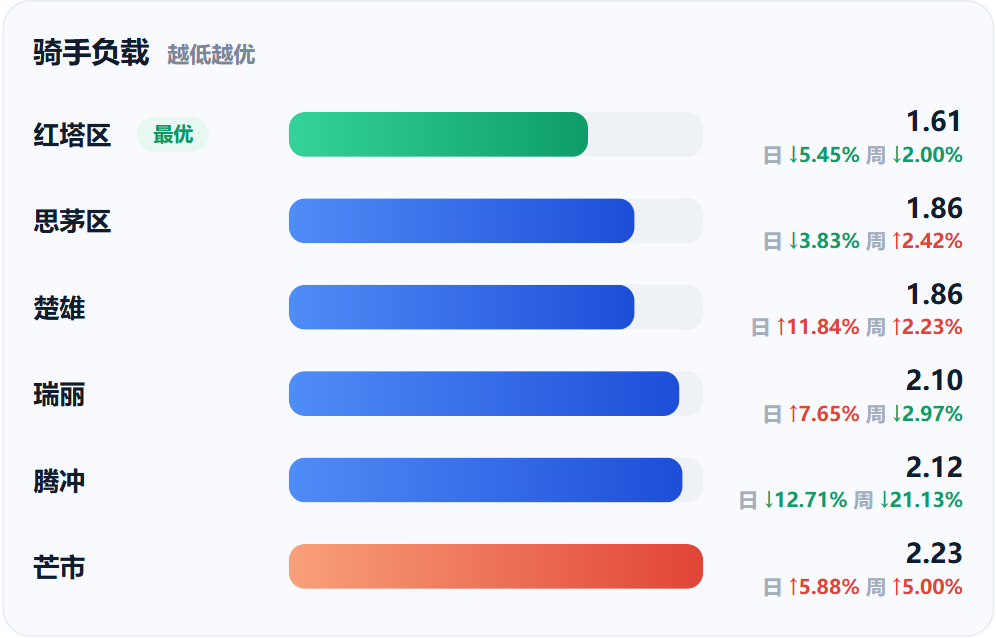 骑手负载 越低越优
红塔区 最优 1.61
日 ↓5.45% 周 ↓2.00%
思茅区 1.86
日 ↓3.83% 周 ↑2.42%
楚雄 1.86
日 ↑11.84% 周 ↑2.23%
瑞丽 2.10
日 ↑7.65% 周 ↓2.97%
腾冲 2.12
日 ↓12.71% 周 ↓21.13%
芒市 2.23
日 ↑5.88% 周 ↑5.00%